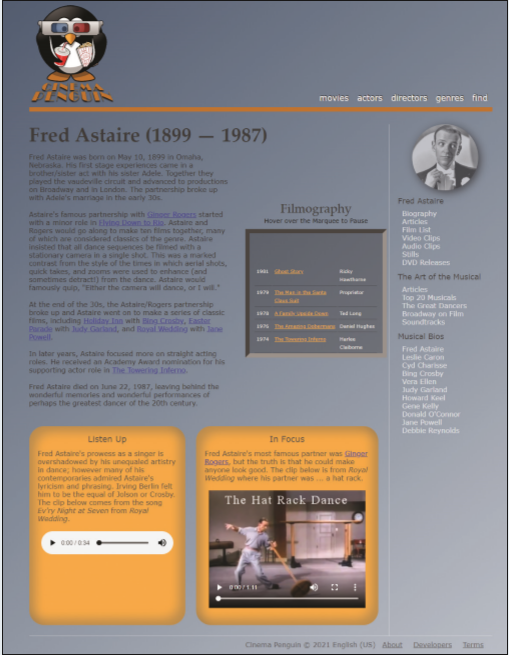 CINEMA
PENGUIN
movies actors directors genres find
Fred Astaire (1899 — 1987)
Fred Astaire was born on May 10, 1899 in Omaha,
Nebraska. His first stage experiences came in a
brother/sister act with his sister Adele. Together they
played the vaudeville circuit and advanced to productions
on Broadway and in London. The partnership broke up
with Adele's marriage in the early 30s.
Astaire's famous partnership with Ginger Rogers started
with a minor role in Flying Down to Rio. Astaire and
Rogers would go along to make ten films together, many
of which are considered classics of the genre. Astaire
insisted that all dance sequences be filmed with a
stationary camera in a single shot. This was a marked
contrast from the style of the times in which aerial shots,
quick takes, and zooms were used to enhance (and
sometimes detract!) from the dance. Astaire would
famously quip, "Either the camera will dance, or I will."
At the end of the 30s, the Astaire/Rogers partnership
broke up and Astaire went on to make a series of classic
films, including Holiday Inn with Bing Crosby, Easter
Parade with Judy Garland, and Royal Wedding with Jane
Powell.
In later years, Astaire focused more on straight acting
roles. He received an Academy Award nomination for his
supporting actor role in The Towering Inferno.
Fred Astaire died on June 22, 1987, leaving behind the
wonderful memories and wonderful performances of
perhaps the greatest dancer of the 20th century.
Filmography
Hover over the Marquee to Pause
1981 Ghost Story Ricky
Hawthorne
1979 The Man in the Santa Proprietor
Claus Suit
1978 A Family Upside Down Ted Long
1976 The Amazing Dobermans Daniel Hughes
1974 The Towering Inferno Harlee
Claiborne
Fred Astaire
Biography
Articles
Film List
Video Clips
Audio Clips
Stills
DVD Releases
The Art of the Musical
Articles
Top 20 Musicals
The Great Dancers
Broadway on Film
Soundtracks
Musical Bios
Fred Astaire
Leslie Caron
Cyd Charisse
Bing Crosby
Vera Ellen
Judy Garland
Howard Keel
Gene Kelly
Donald O'Connor
Jane Powell
Debbie Reynolds
Listen Up
Fred Astaire's prowess as a singer is
overshadowed by his unequaled artistry
in dance; however many of his
contemporaries admired Astaire's
lyricism and phrasing. Irving Berlin felt
him to be the equal of Jolson or Crosby.
The clip below comes from the song
Ev'ry Night at Seven from Royal
Wedding.
0:00 / 0:34
In Focus
Fred Astaire's most famous partner was Ginger
Rogers, but the truth is that he could make
anyone look good. The clip below is from Royal
Wedding where his partner was ... a hat rack.
The Hat Rack Dance
Cinema Penguin © 2021 English (US) About Developers Terms